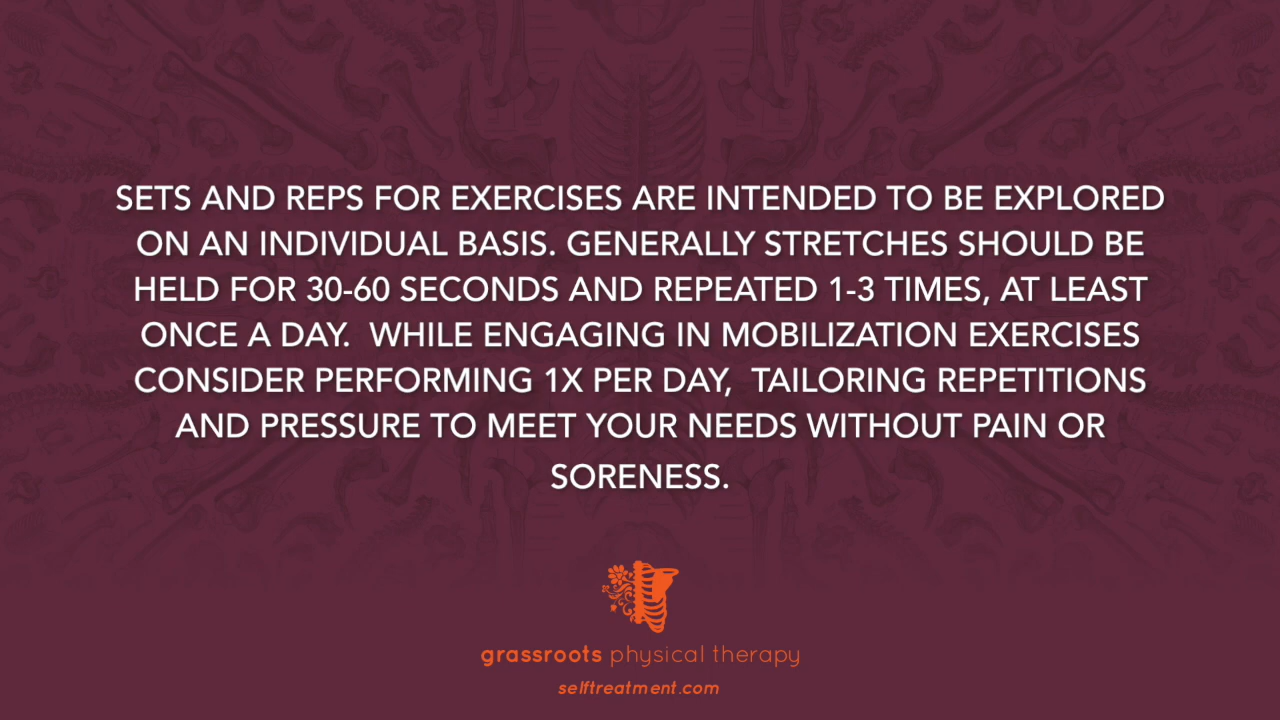 SETS AND REPS FOR EXERCISES ARE INTENDED TO BE EXPLORED
ON AN INDIVIDUAL BASIS. GENERALLY STRETCHES SHOULD BE
HELD FOR 30-60 SECONDS AND REPEATED 1-3 TIMES, AT LEAST
ONCE A DAY.  WHILE ENGAGING IN MOBILIZATION EXERCISES
CONSIDER PERFORMING 1X PER DAY,  TAILORING REPETITIONS
AND PRESSURE TO MEET YOUR NEEDS WITHOUT PAIN OR
SORENESS.
grassroots physical therapy
selftreatment.com